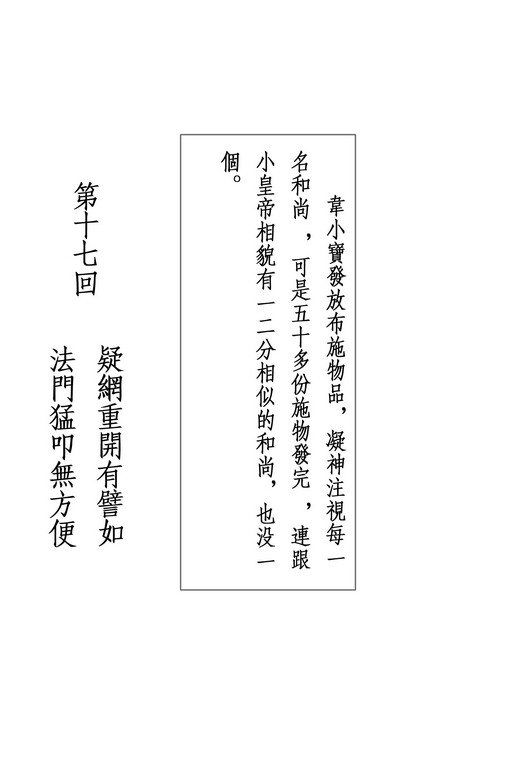 韋小寶發放布施物品，凝神注視每一
名和尚，可是五十多份施物發完，連跟
小皇帝相貌有一二分相似的和尚，也没一
個。
第十七回
疑網重開有譬如
法門猛叩無方便